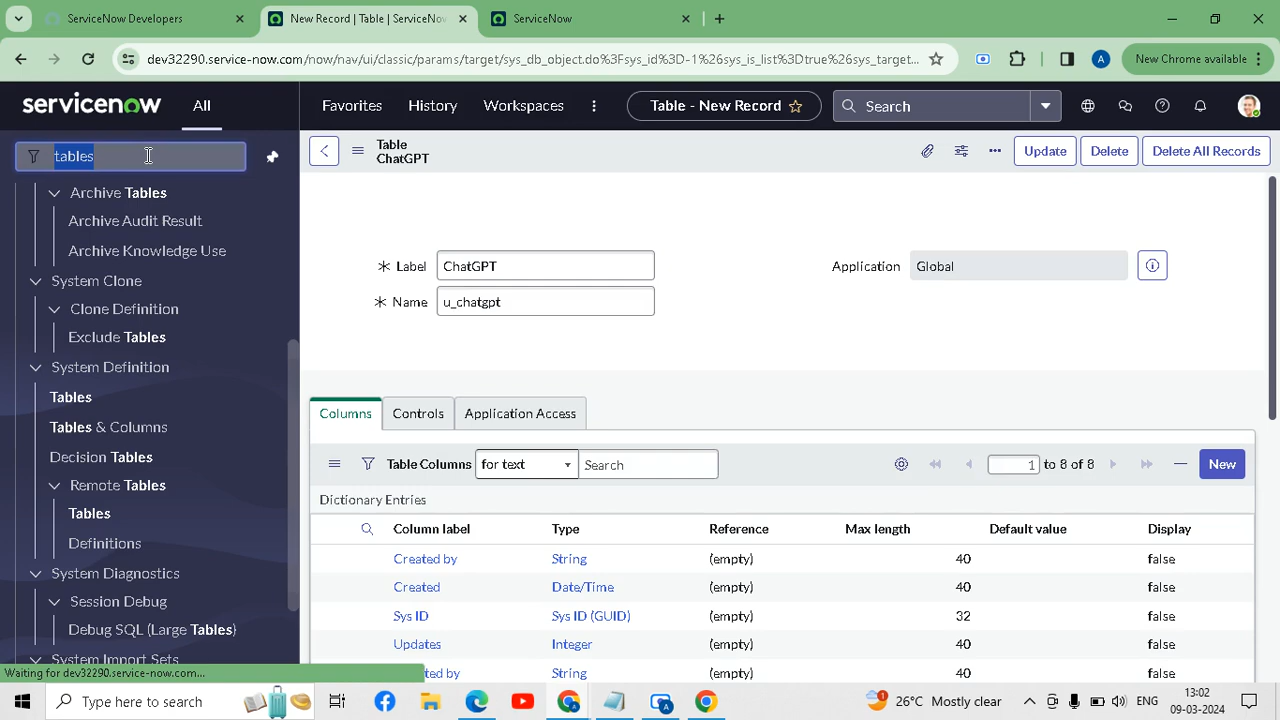 ServiceNow Developers
New Record | Table | ServiceNow
ServiceNow
dev32290.service-now.com/now/nav/ui/classic/params/target/sys_db_object.do%3Fsys_id%3D-1%26sys_is_list%3Dtrue%26sys_target...
A
New Chrome available
servicenow
All
Favorites
History
Workspaces
Table - New Record
Search
tables
Table
ChatGPT
Update
Delete
Delete All Records
Archive Tables
Archive Audit Result
Archive Knowledge Use
System Clone
Clone Definition
Exclude Tables
System Definition
Tables
Tables & Columns
Decision Tables
Remote Tables
Tables
Definitions
System Diagnostics
Session Debug
Debug SQL (Large Tables)
System Import Sets
Label ChatGPT
Application Global
Name u_chatgpt
Columns
Controls
Application Access
Table Columns for text Search
1 to 8 of 8
New
Dictionary Entries
Column label Type Reference Max length Default value Display
Created by String (empty) 40 false
Created Date/Time (empty) 40 false
Sys ID Sys ID (GUID) (empty) 32 false
Updates Integer (empty) 40 false
String (empty) 40 false
Waiting for dev32290.service-now.com...
Type here to search
1
26°C Mostly clear
ENG
13:02
09-03-2024